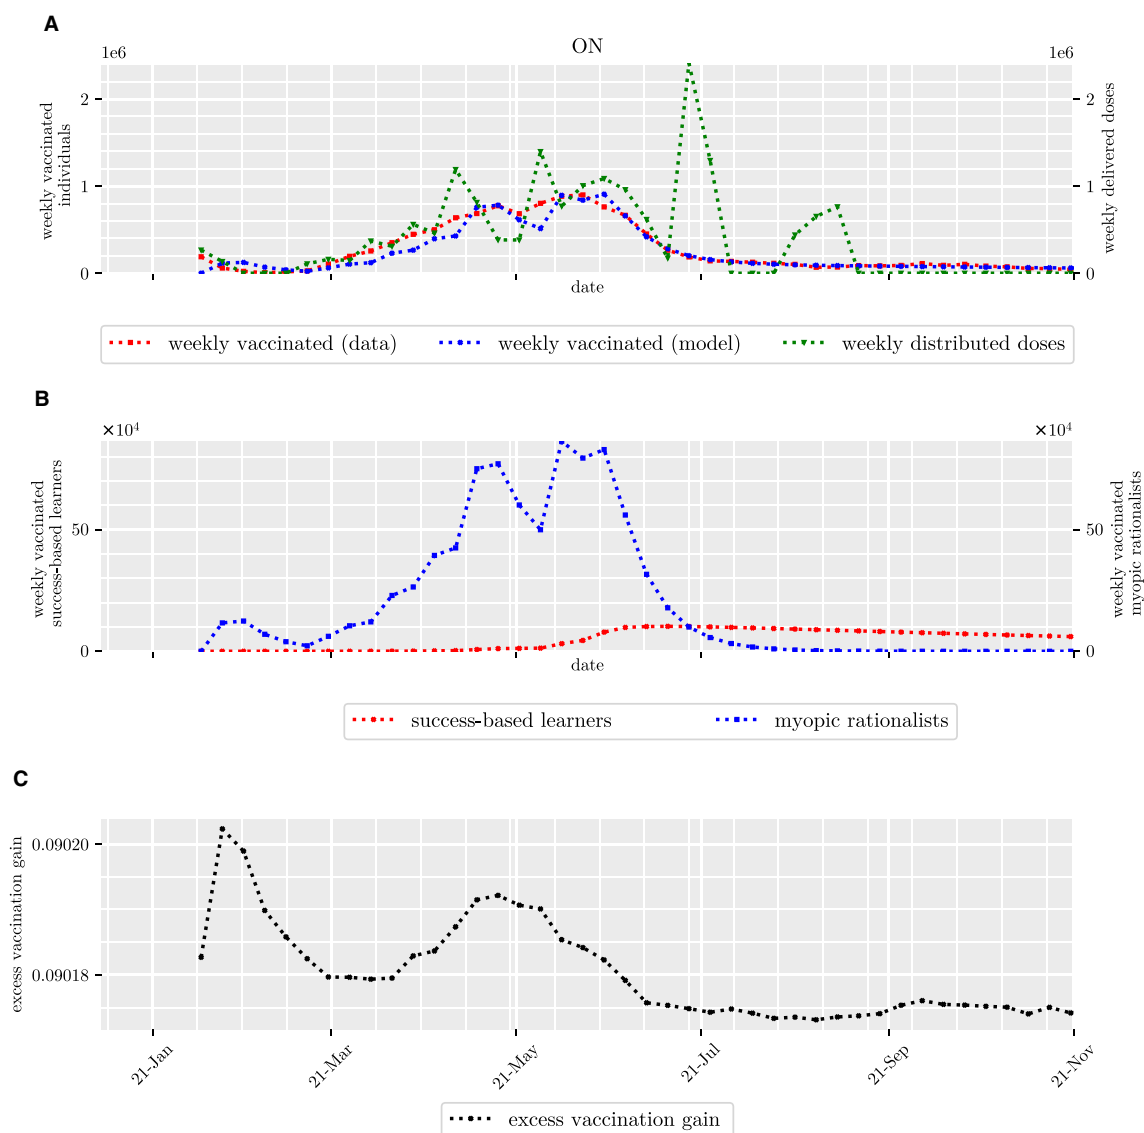 A
ON
1e6
1e6
weekly vaccinated
individuals
weekly delivered doses
2
1
0
2
1
0
date
weekly vaccinated (data)
weekly vaccinated (model)
weekly distributed doses
B
×10⁴
×10⁴
weekly vaccinated
success-based learners
weekly vaccinated
myopic rationalists
50
0
50
0
date
success-based learners
myopic rationalists
C
excess vaccination gain
0.09020
0.09018
21-Jan
21-Mar
21-May
21-Jul
21-Sep
21-Nov
excess vaccination gain